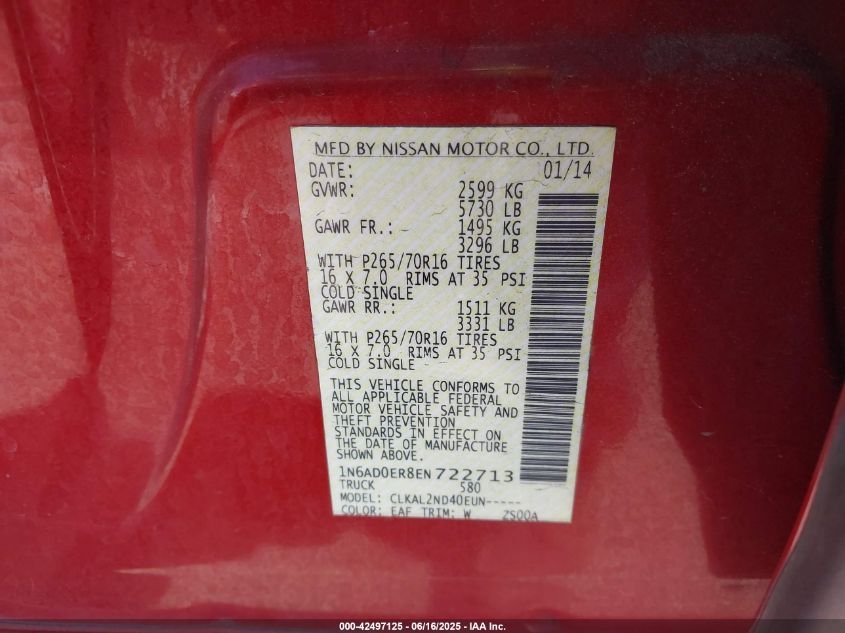 MFD BY NISSAN MOTOR CO., LTD.
DATE: 01/14
GVWR: 2599 KG
5730 LB
GAWR FR.: 1495 KG
3296 LB
WITH P265/70R16 TIRES
16 X 7.0 RIMS AT 35 PSI
COLD SINGLE
GAWR RR.: 1511 KG
3331 LB
WITH P265/70R16 TIRES
16 X 7.0 RIMS AT 35 PSI
COLD SINGLE
THIS VEHICLE CONFORMS TO
ALL APPLICABLE FEDERAL
MOTOR VEHICLE SAFETY AND
THEFT PREVENTION
STANDARDS IN EFFECT ON
THE DATE OF MANUFACTURE
SHOWN ABOVE.
1N6AD0ER8EN722713
TRUCK 580
MODEL: CLKAL2ND40EUN-----
COLOR: EAF TRIM: W ZS00A
000-42497125 - 06/16/2025 - IAA Inc.